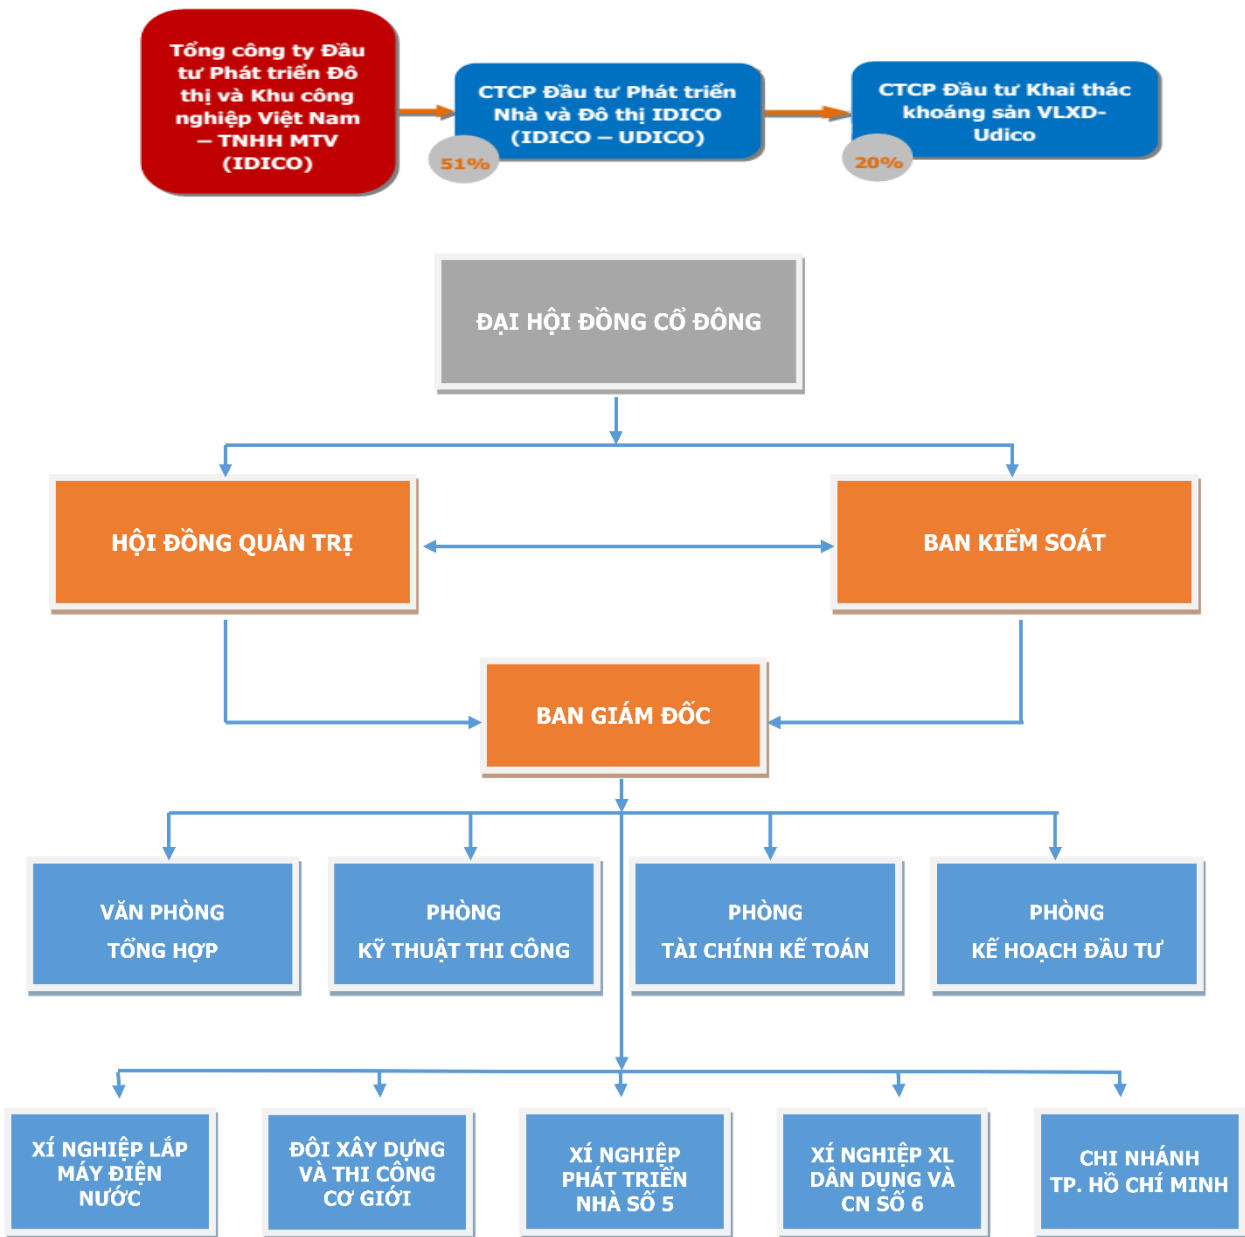 Tổng công ty Đầu
tư Phát triển Đô
thị và Khu công
nghiệp Việt Nam
– TNHH MTV
(IDICO)
CTCP Đầu tư Phát triển
Nhà và Đô thị IDICO
(IDICO – UDICO)
51%
CTCP Đầu tư Khai thác
khoáng sản VLXD-
Udico
20%
ĐẠI HỘI ĐỒNG CỔ ĐÔNG
HỘI ĐỒNG QUẢN TRỊ
BAN KIỂM SOÁT
BAN GIÁM ĐỐC
VĂN PHÒNG
TỔNG HỢP
PHÒNG
KỸ THUẬT THI CÔNG
PHÒNG
TÀI CHÍNH KẾ TOÁN
PHÒNG
KẾ HOẠCH ĐẦU TƯ
XÍ NGHIỆP LẮP
MÁY ĐIỆN
NƯỚC
ĐÔI XÂY DỰNG
VÀ THI CÔNG
CƠ GIỚI
XÍ NGHIỆP
PHÁT TRIỂN
NHÀ SỐ 5
XÍ NGHIỆP XL
DÂN DỤNG VÀ
CN SỐ 6
CHI NHÁNH
TP. HỒ CHÍ MINH